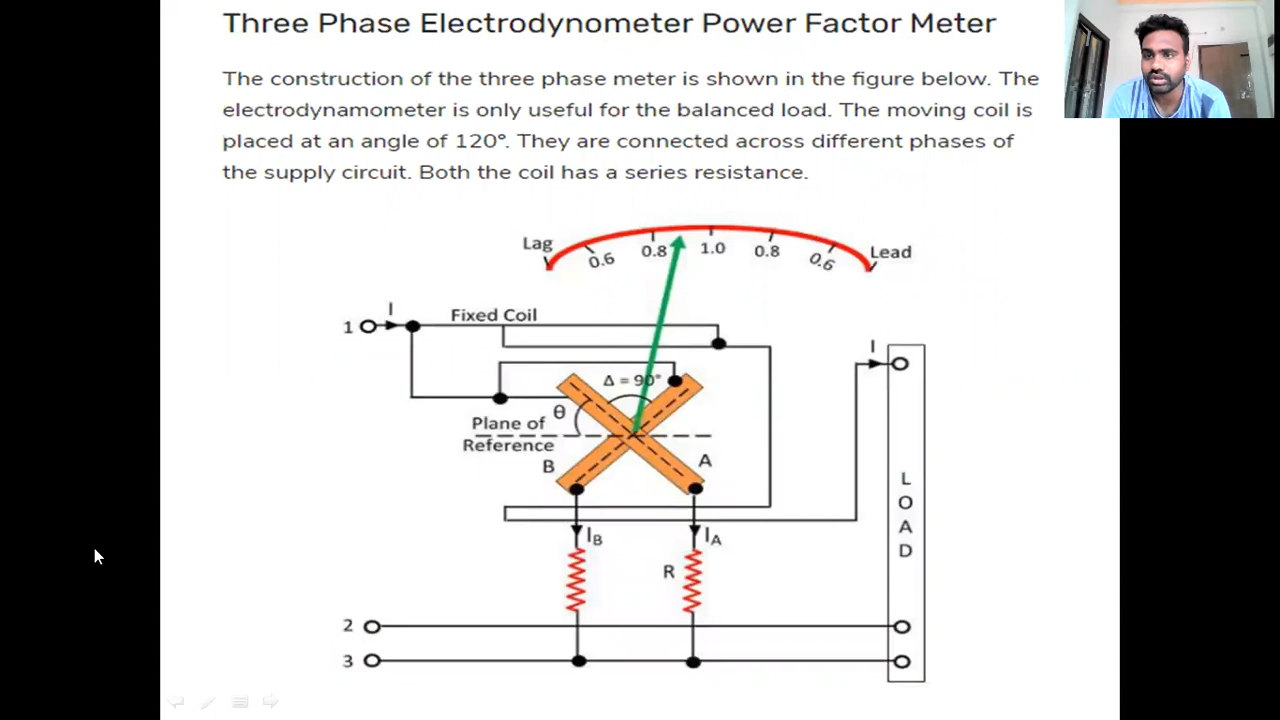 Three Phase Electrodynometer Power Factor Meter
The construction of the three phase meter is shown in the figure below. The
electrodynamometer is only useful for the balanced load. The moving coil is
placed at an angle of 120°. They are connected across different phases of
the supply circuit. Both the coil has a series resistance.
Lag
0.6
0.8
1.0
0.8
0.6
Lead
I
1
Fixed Coil
I
Δ = 90°
θ
Plane of
Reference
B
A
L
O
A
D
IB
IA
R
2
3